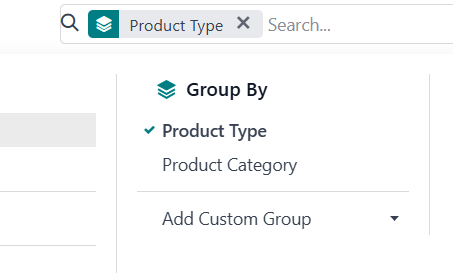 Product Type Search...
Group By
Product Type
Product Category
Add Custom Group